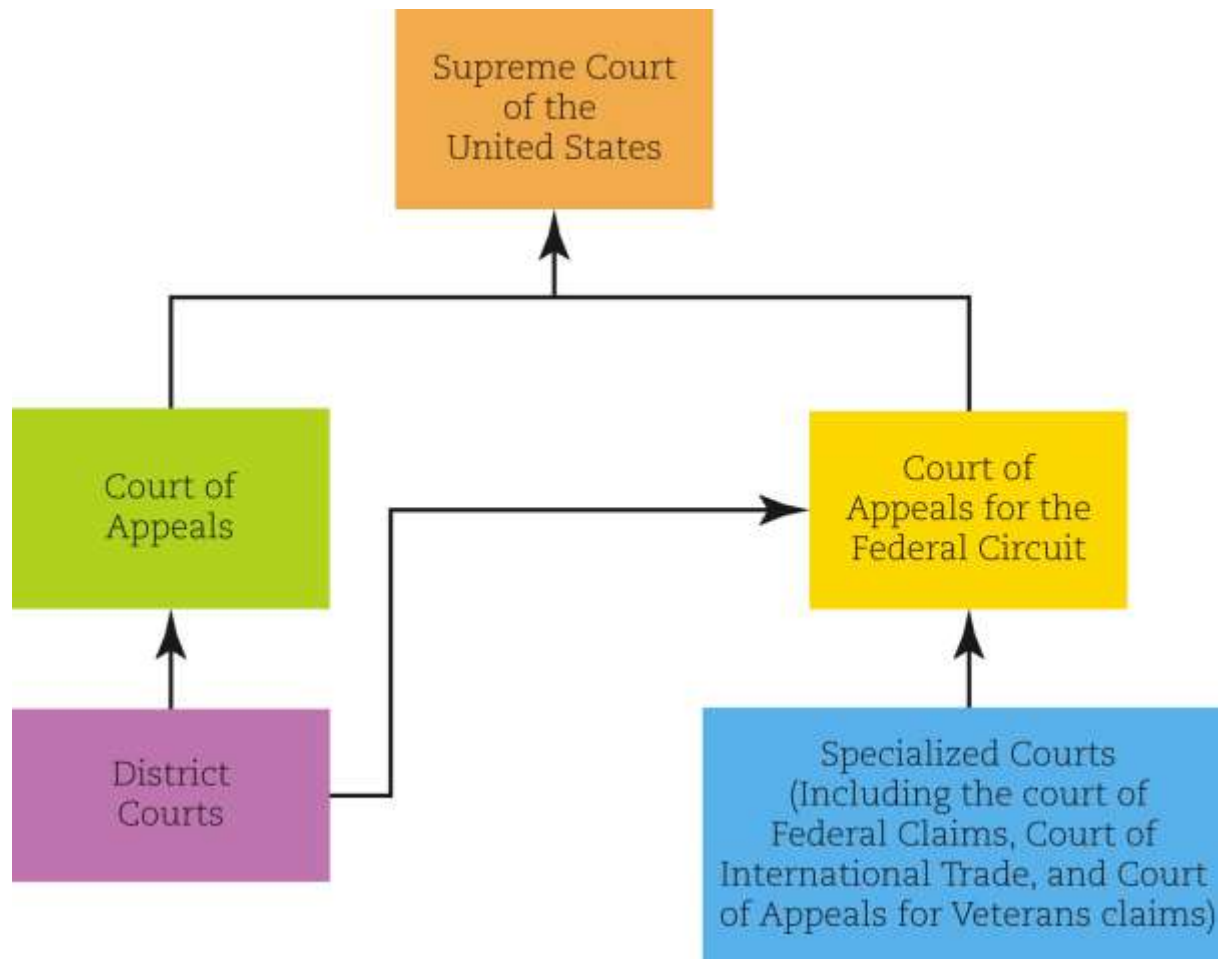 Supreme Court
of the
United States
Court of
Appeals
Court of
Appeals for the
Federal Circuit
District
Courts
Specialized Courts
(Including the court of
Federal Claims, Court of
International Trade, and Court
of Appeals for Veterans claims)